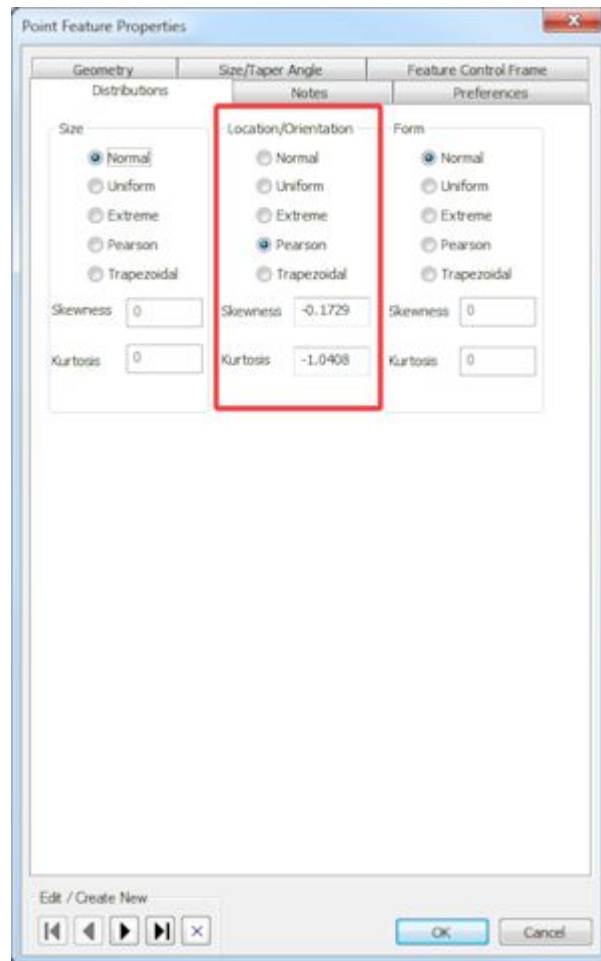 Point Feature Properties
Geometry Size/Taper Angle Feature Control Frame
Distributions Notes Preferences
Size Location/Orientation Form
Normal Normal Normal
Uniform Uniform Uniform
Extreme Extreme Extreme
Pearson Pearson Pearson
Trapezoidal Trapezoidal Trapezoidal
Skewness 0 Skewness -0.1729 Skewness 0
Kurtosis 0 Kurtosis -1.0408 Kurtosis 0
Edit / Create New
OK Cancel